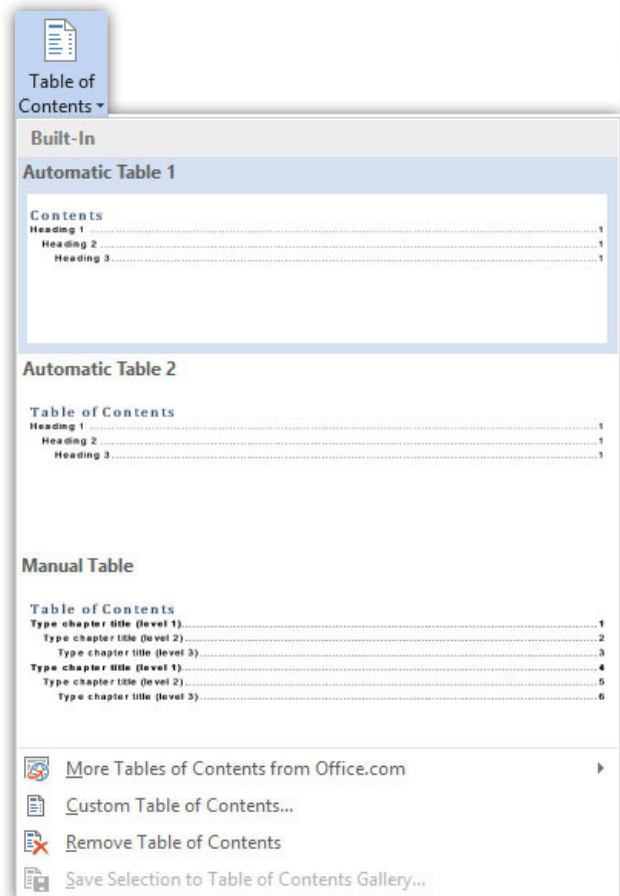 Table of
Contents
Built-In
Automatic Table 1
Contents
Heading 1 ........ 1
Heading 2 ........ 1
Heading 3 ........ 1
Automatic Table 2
Table of Contents
Heading 1 ........ 1
Heading 2 ........ 1
Heading 3 ........ 1
Manual Table
Table of Contents
Type chapter title (level 1) ........ 1
Type chapter title (level 2) ........ 2
Type chapter title (level 3) ........ 3
Type chapter title (level 1) ........ 4
Type chapter title (level 2) ........ 5
Type chapter title (level 3) ........ 6
More Tables of Contents from Office.com
Custom Table of Contents...
Remove Table of Contents
Save Selection to Table of Contents Gallery...